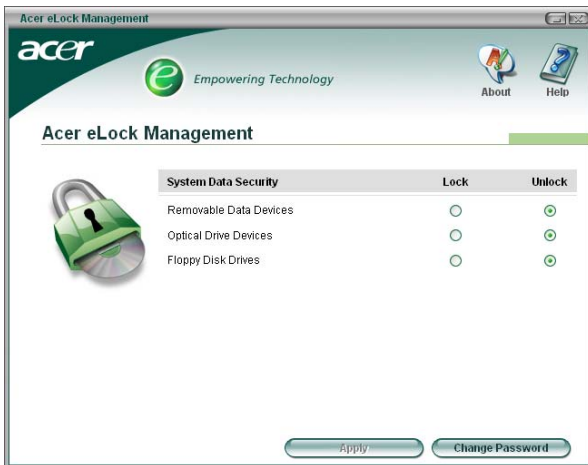 Acer eLock Management
acer
e Empowering Technology
About Help
Acer eLock Management
System Data Security Lock Unlock
Removable Data Devices
Optical Drive Devices
Floppy Disk Drives
Apply Change Password